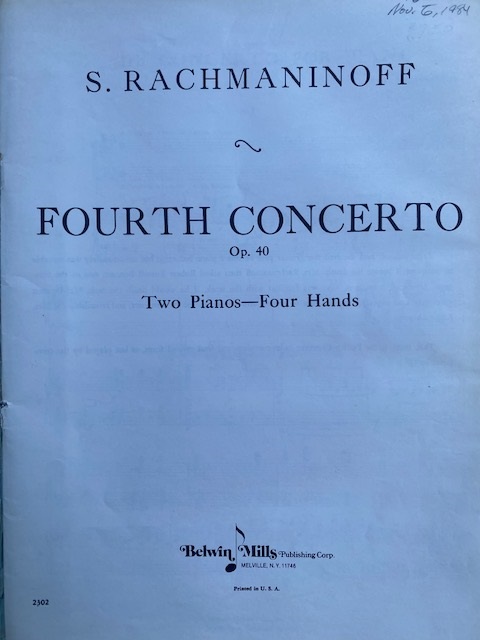 Nov. 6, 1984
S. RACHMANINOFF
FOURTH CONCERTO
Op. 40
Two Pianos—Four Hands
Belwin Mills Publishing Corp.
MELVILLE, N.Y. 11746
Printed in U. S. A.
2302